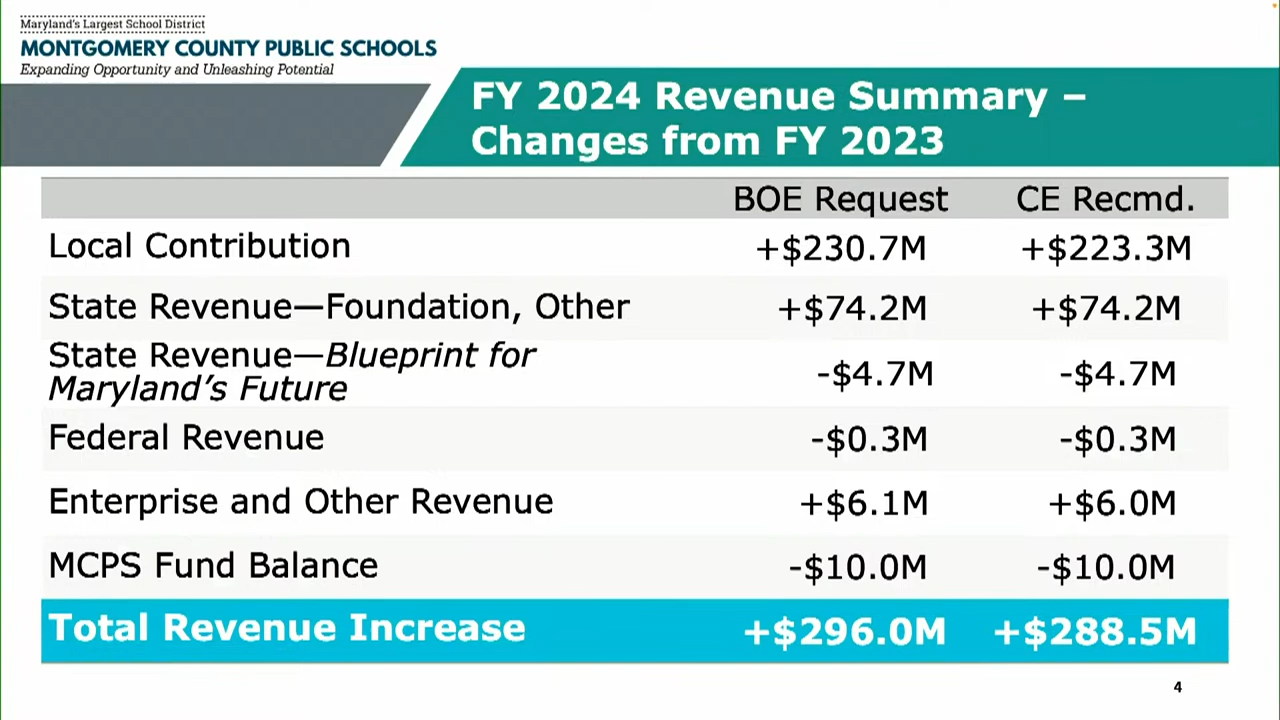 Maryland's Largest School District
MONTGOMERY COUNTY PUBLIC SCHOOLS
Expanding Opportunity and Unleashing Potential
FY 2024 Revenue Summary –
Changes from FY 2023
BOE Request CE Recmd.
Local Contribution +$230.7M +$223.3M
State Revenue—Foundation, Other +$74.2M +$74.2M
State Revenue—Blueprint for
Maryland's Future -$4.7M -$4.7M
Federal Revenue -$0.3M -$0.3M
Enterprise and Other Revenue +$6.1M +$6.0M
MCPS Fund Balance -$10.0M -$10.0M
Total Revenue Increase +$296.0M +$288.5M
4